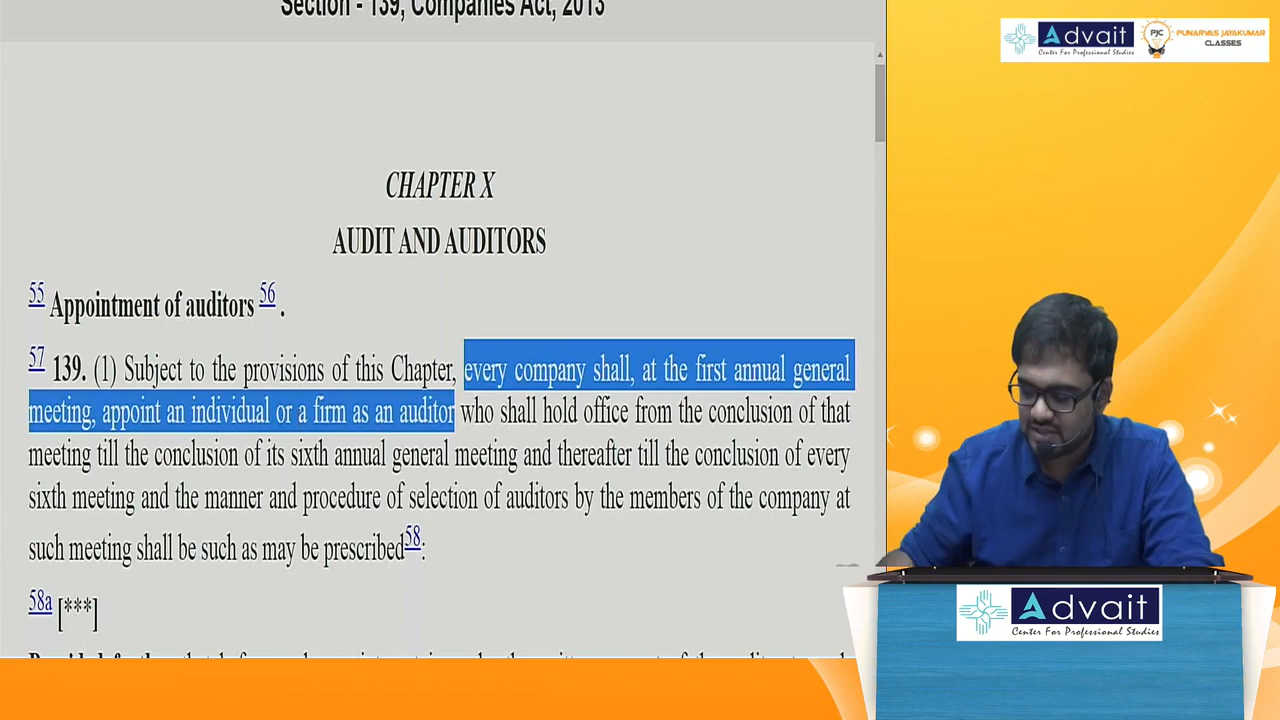 Section - 139, Companies Act, 2013
Advait
Center For Professional Studies
PJC
PUNARVAS JAYAKUMAR
CLASSES
CHAPTER X
AUDIT AND AUDITORS
55 Appointment of auditors 56 .
57 139. (1) Subject to the provisions of this Chapter, every company shall, at the first annual general
meeting, appoint an individual or a firm as an auditor who shall hold office from the conclusion of that
meeting till the conclusion of its sixth annual general meeting and thereafter till the conclusion of every
sixth meeting and the manner and procedure of selection of auditors by the members of the company at
such meeting shall be such as may be prescribed58:
58a [***]
Advait
Center For Professional Studies